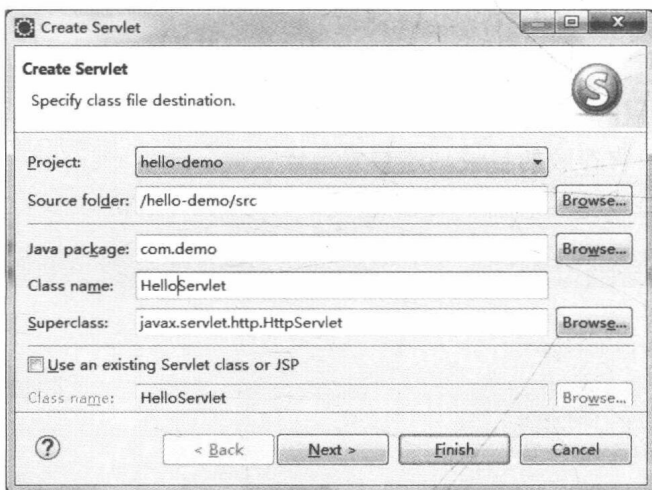 Create Servlet
Create Servlet
Specify class file destination.
Project: hello-demo
Source folder: /hello-demo/src Browse...
Java package: com.demo Browse...
Class name: HelloServlet
Superclass: javax.servlet.http.HttpServlet Browse...
Use an existing Servlet class or JSP
Class name: HelloServlet Browse...
< Back Next > Finish Cancel